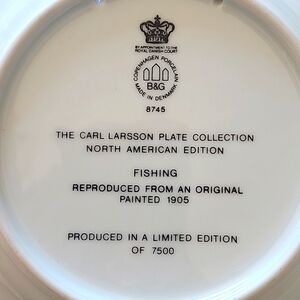 BY APPOINTMENT TO THE
ROYAL DANISH COURT
COPENHAGEN PORCELAIN
B&G
MADE IN DENMARK
8745
THE CARL LARSSON PLATE COLLECTION
NORTH AMERICAN EDITION
FISHING
REPRODUCED FROM AN ORIGINAL
PAINTED 1905
PRODUCED IN A LIMITED EDITION
OF 7500